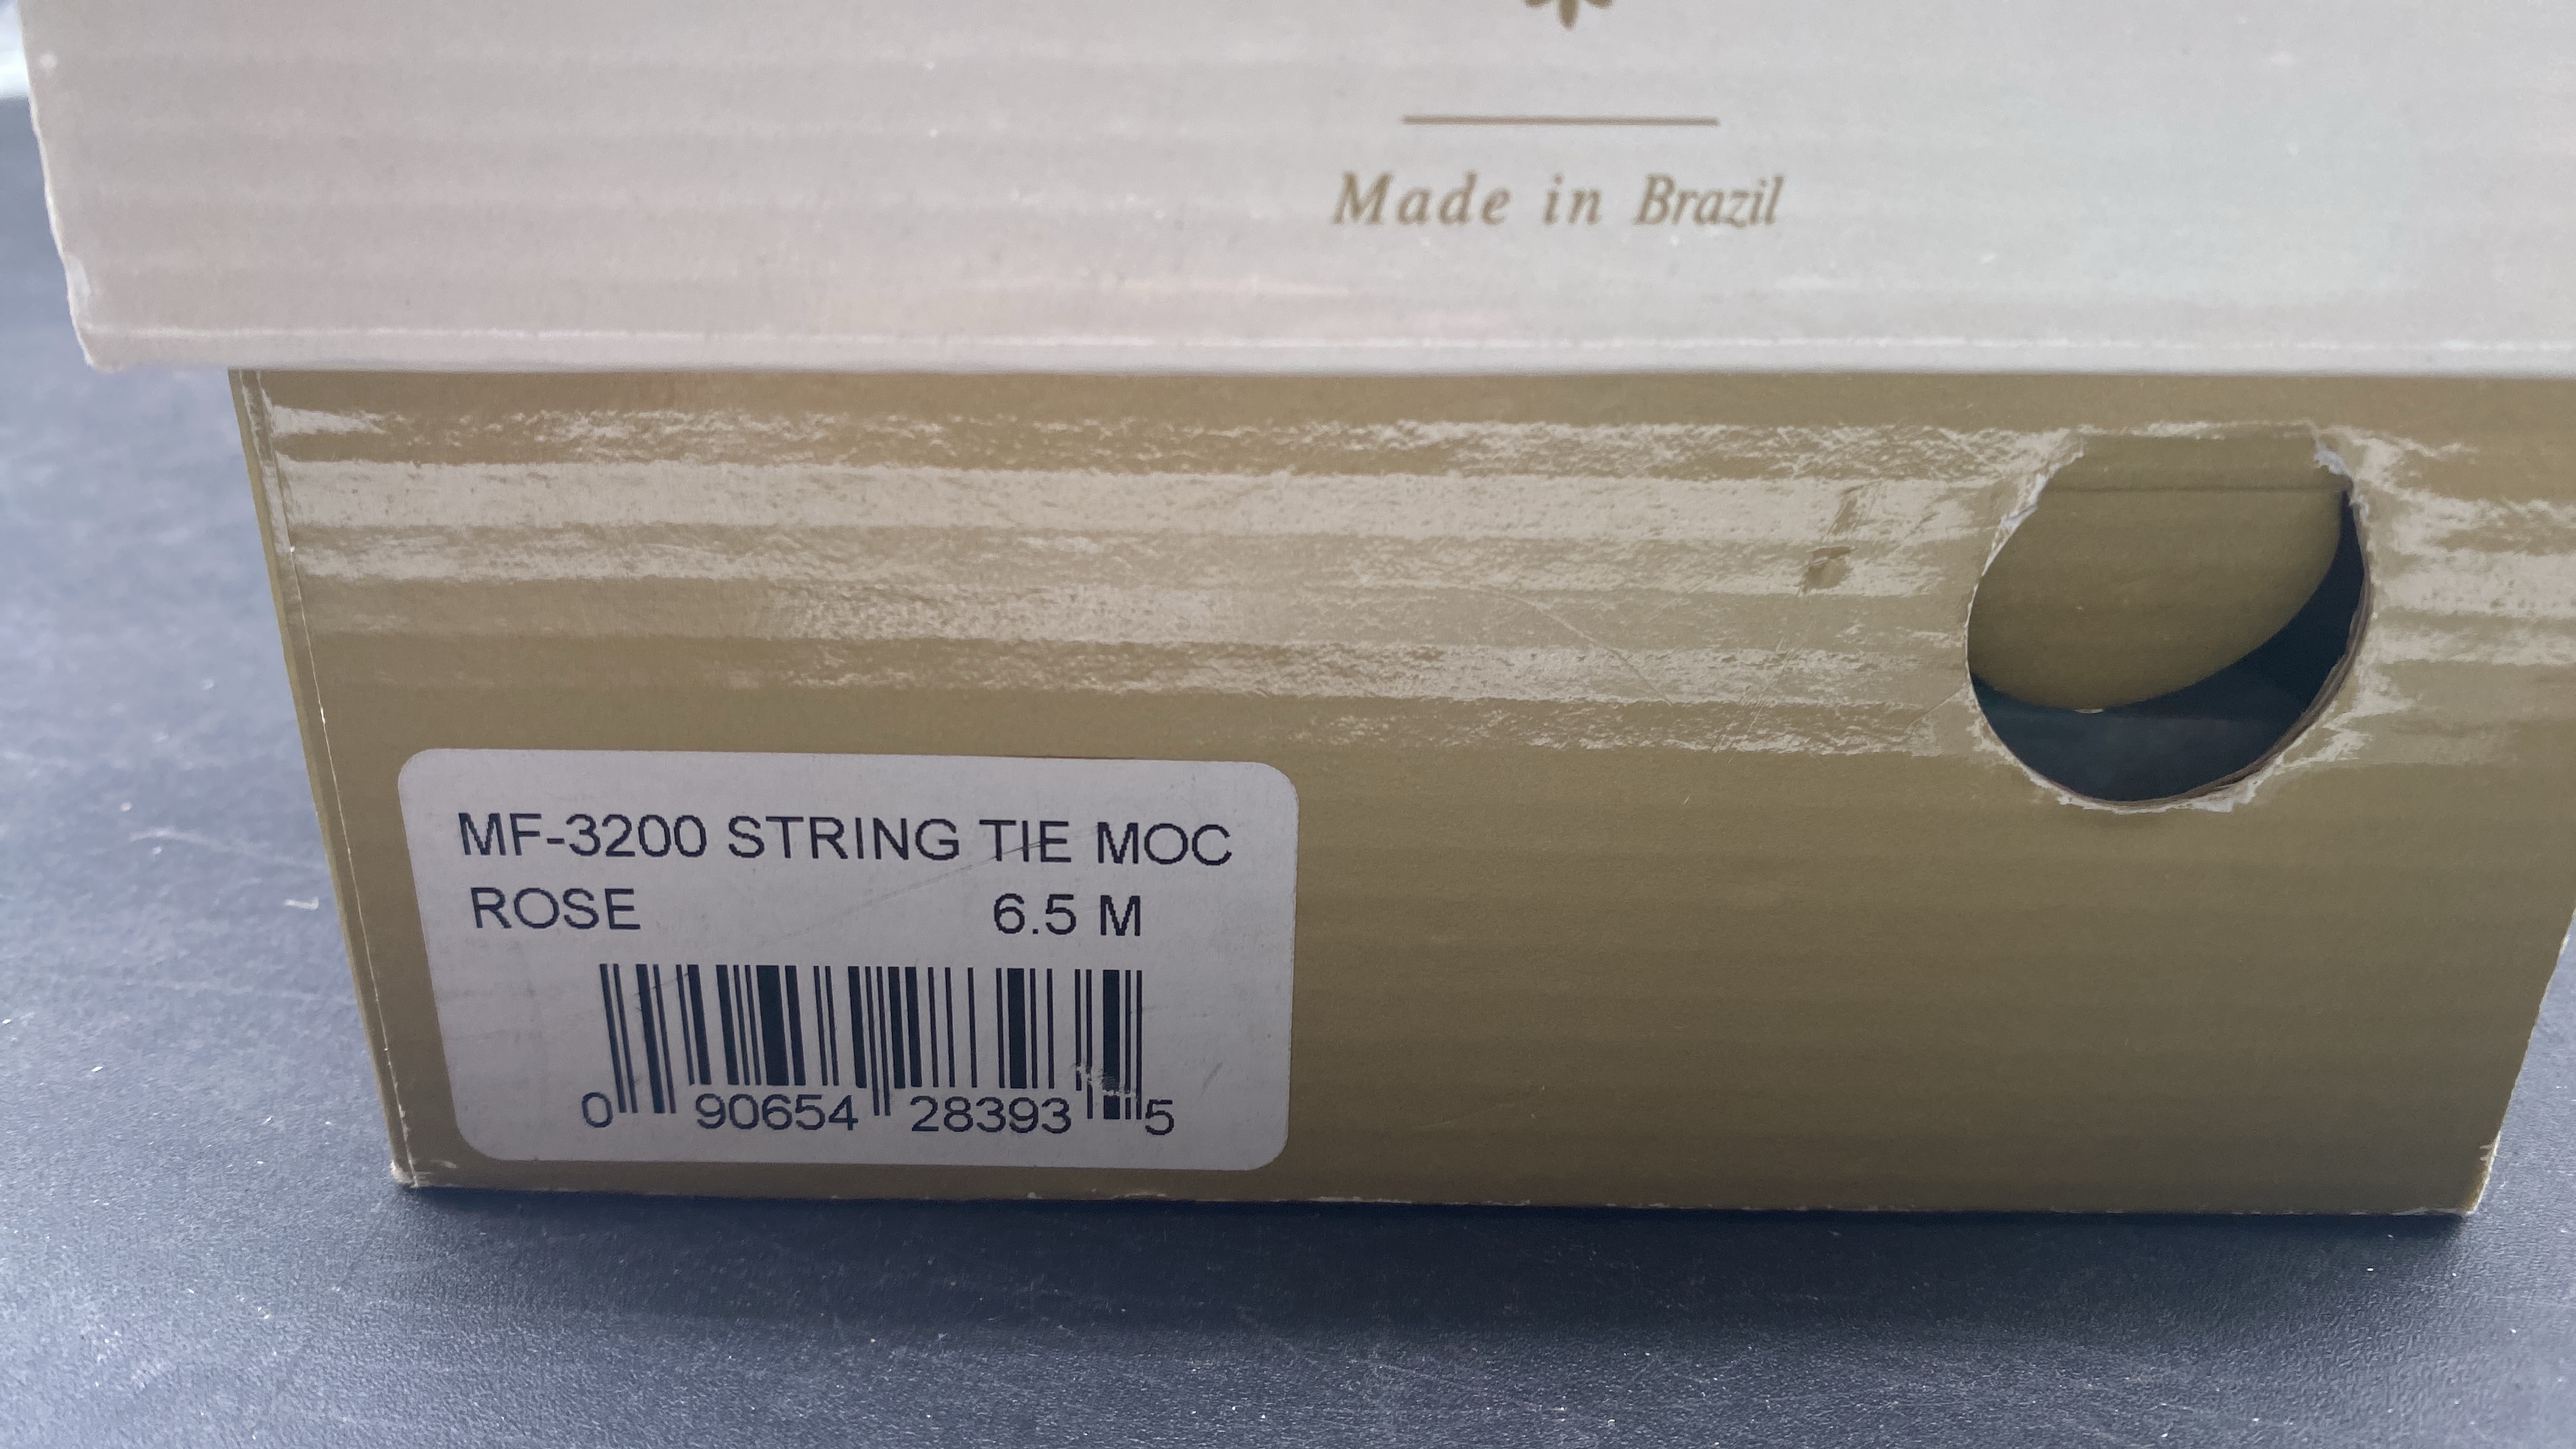 Made in Brazil
MF-3200 STRING TIE MOC
ROSE 6.5 M
0 90654 28393 5